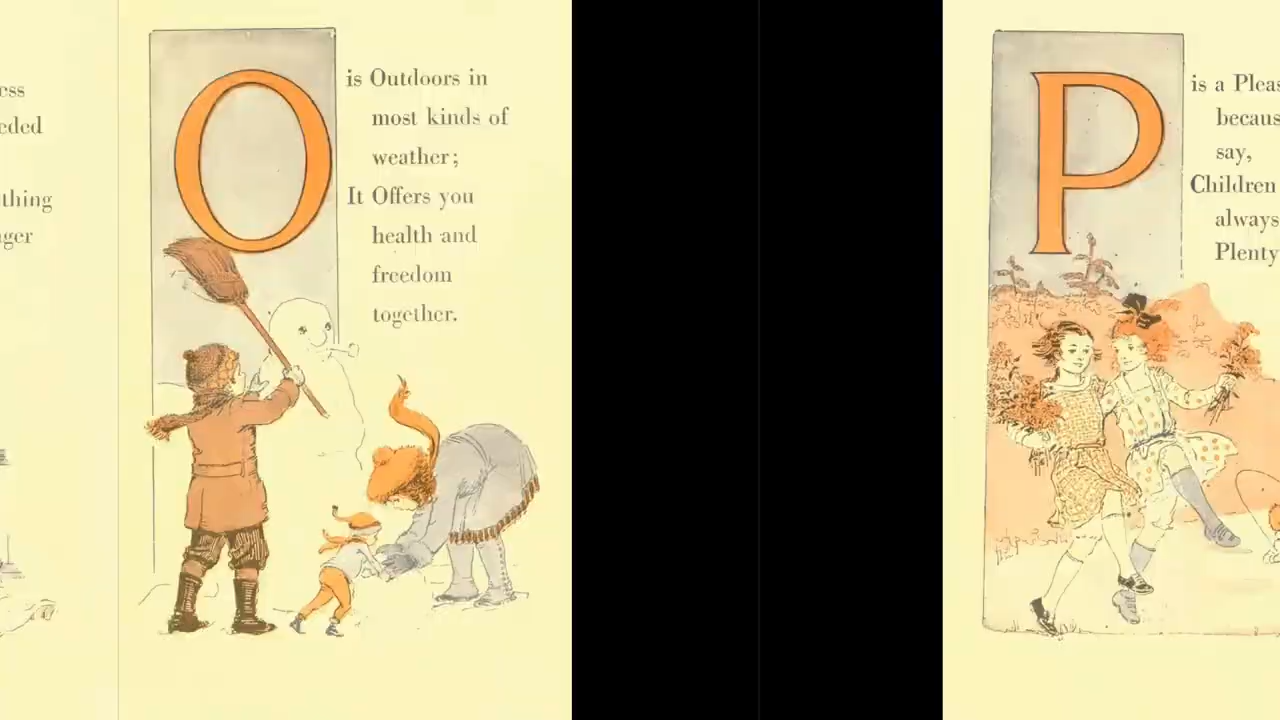 ess
eded
thing
ger
O
is Outdoors in
most kinds of
weather;
It Offers you
health and
freedom
together.
P
is a Pleas
becaus
say,
Children
always
Plenty